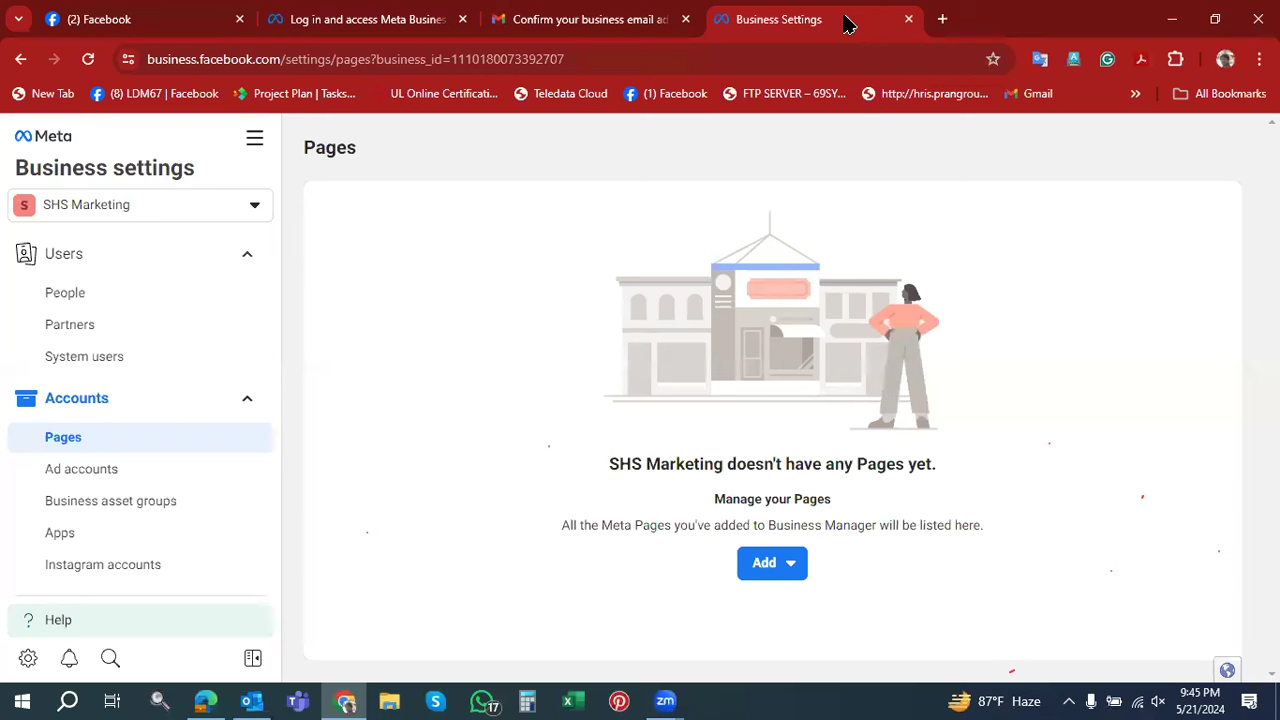 (2) Facebook
Log in and access Meta Busines
Confirm your business email ad
Business Settings
business.facebook.com/settings/pages?business_id=1110180073392707
New Tab
(8) LDM67 | Facebook
Project Plan | Tasks...
UL Online Certificati...
Teledata Cloud
(1) Facebook
FTP SERVER – 69SY...
http://hris.prangroup...
Gmail
All Bookmarks
Meta
Business settings
S SHS Marketing
Users
People
Partners
System users
Accounts
Pages
Ad accounts
Business asset groups
Apps
Instagram accounts
? Help
Pages
SHS Marketing doesn't have any Pages yet.
Manage your Pages
All the Meta Pages you've added to Business Manager will be listed here.
Add
17
zm
87°F Haze
9:45 PM
5/21/2024